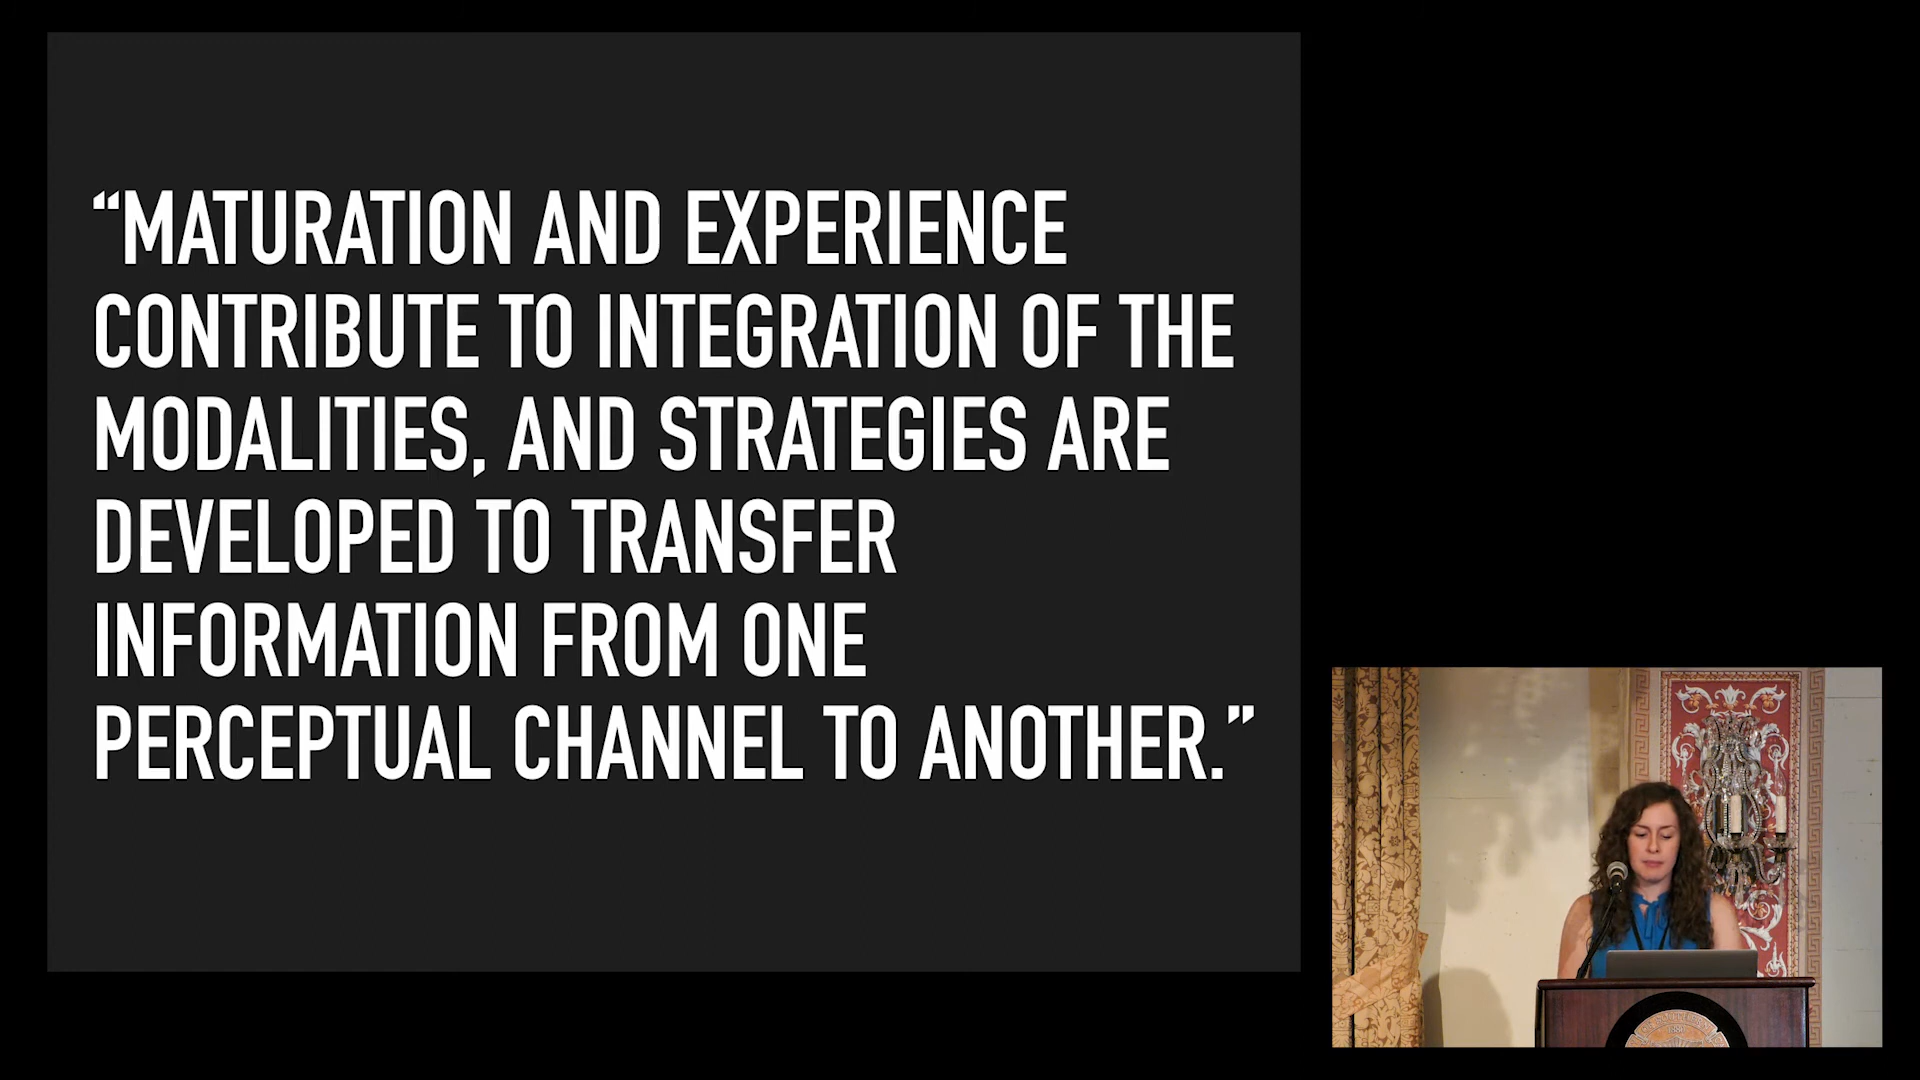 “MATURATION AND EXPERIENCE
CONTRIBUTE TO INTEGRATION OF THE
MODALITIES, AND STRATEGIES ARE
DEVELOPED TO TRANSFER
INFORMATION FROM ONE
PERCEPTUAL CHANNEL TO ANOTHER.”